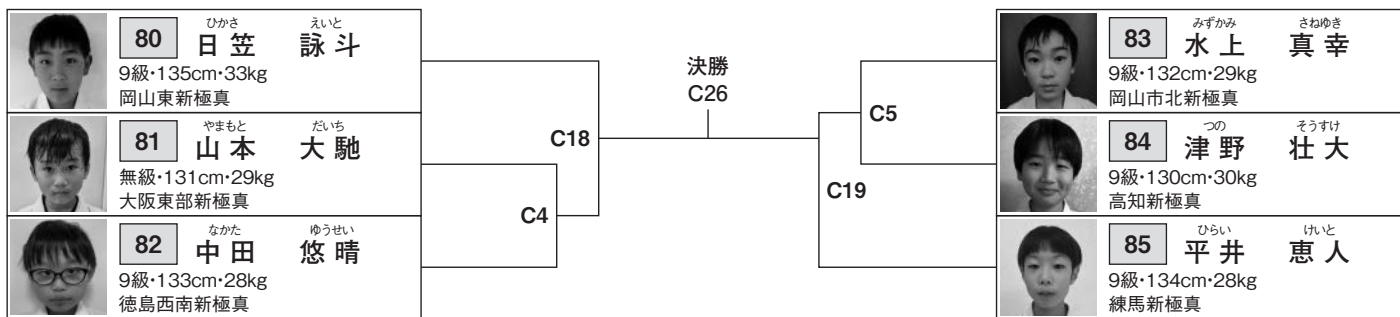 ひかさ えいと
80 日笠 詠斗
9級・135cm・33kg
岡山東新極真
やまもと だいち
81 山本 大馳
無級・131cm・29kg
大阪東部新極真
なかた ゆうせい
82 中田 悠晴
9級・133cm・28kg
徳島西南新極真
C18
C4
決勝
C26
C5
C19
みずかみ さねゆき
83 水上 真幸
9級・132cm・29kg
岡山市北新極真
つの そうすけ
84 津野 壮大
9級・130cm・30kg
高知新極真
ひらい けいと
85 平井 恵人
9級・134cm・28kg
練馬新極真